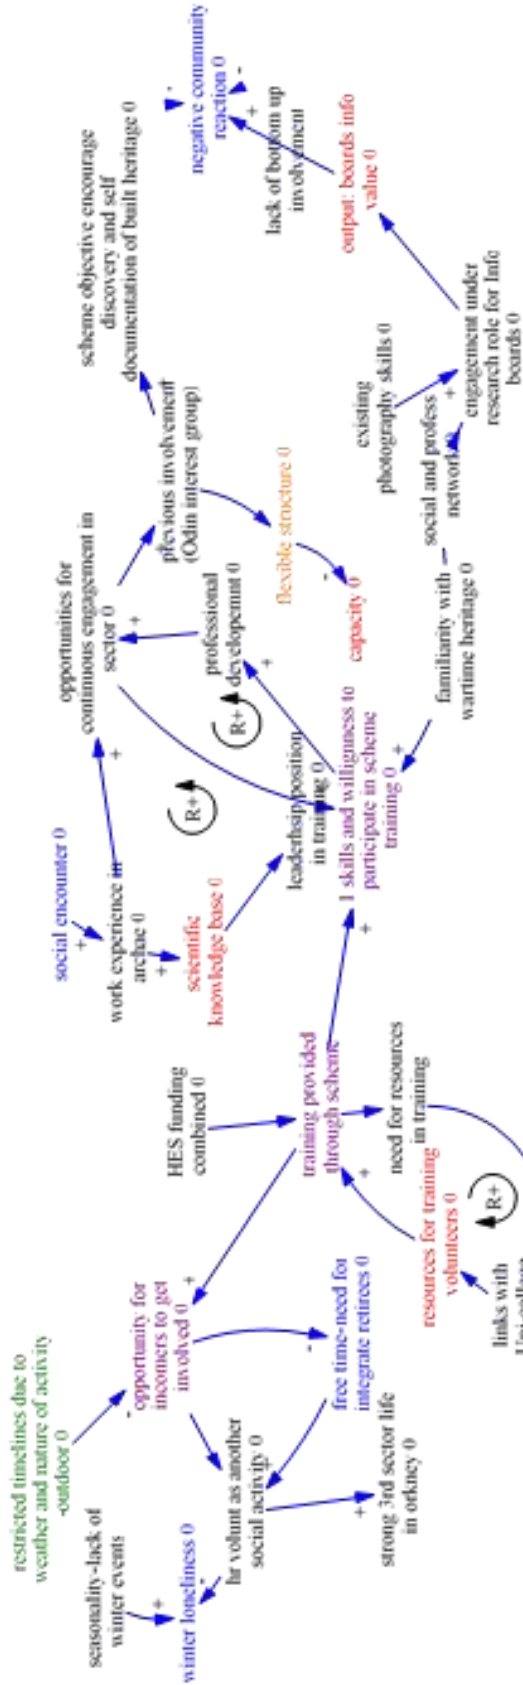 restricted timelines due to
weather and nature of activity
-outdoor 0
seasonality-lack of
winter events
+
winter loneliness 0
-
hr volunt as another
social activity 0
+
strong 3rd sector life
in orkney 0
+
-
opportunity for
incomers to get
involved 0
+
-
free time-need for
integrate retirees 0
HES funding
combined 0
training provided
through scheme
+
need for resources
in training
resources for training
volunteers 0
R+
links with
social encounter 0
+
work experience in
archae 0
+
+
scientific
knowledge base 0
leaderhsip/position
in training 0
R+
R+
1 skills and willignness to
participate in scheme
training 0
+
+
+
opportunities for
continuous engagement in
sector 0
+
professional
developemnt 0
previous involvement
(Odin interest group)
+
flexible structure 0
-
capacity 0
familiarity with
wartime heritage 0
social and profess
network 0
existing
photography skills 0
+
engagement under
research role for Info
boards 0
scheme objective encourage
discovery and self
documentation of built heritage 0
output: boards info
value 0
lack of bottom up
involvement
+
negative community
reaction 0
-
-